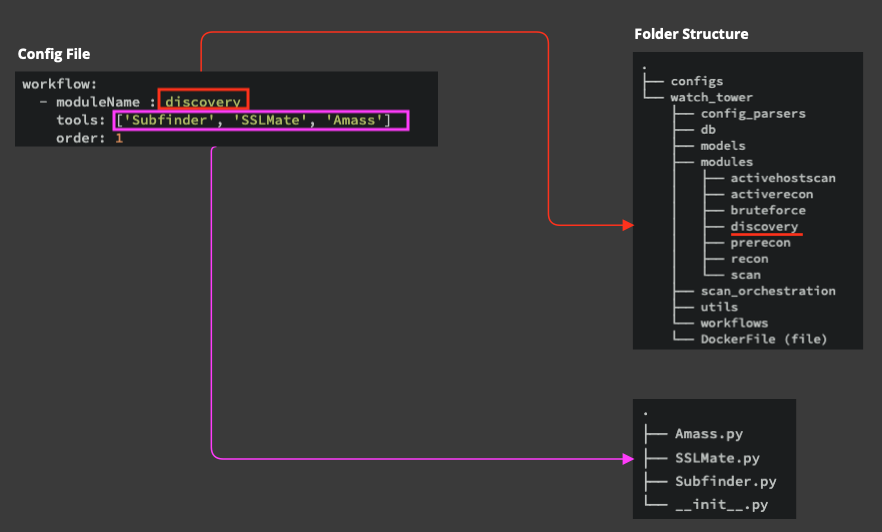 Config File
workflow:
- moduleName : discovery
tools: ['Subfinder', 'SSLMate', 'Amass']
order: 1
Folder Structure
.
├── configs
└── watch_tower
├── config_parsers
├── db
├── models
├── modules
│   ├── activehostscan
│   ├── activerecon
│   ├── bruteforce
│   ├── discovery
│   ├── prerecon
│   ├── recon
│   └── scan
├── scan_orchestration
├── utils
└── workflows
└── DockerFile (file)
.
├── Amass.py
├── SSLMate.py
├── Subfinder.py
└── __init__.py